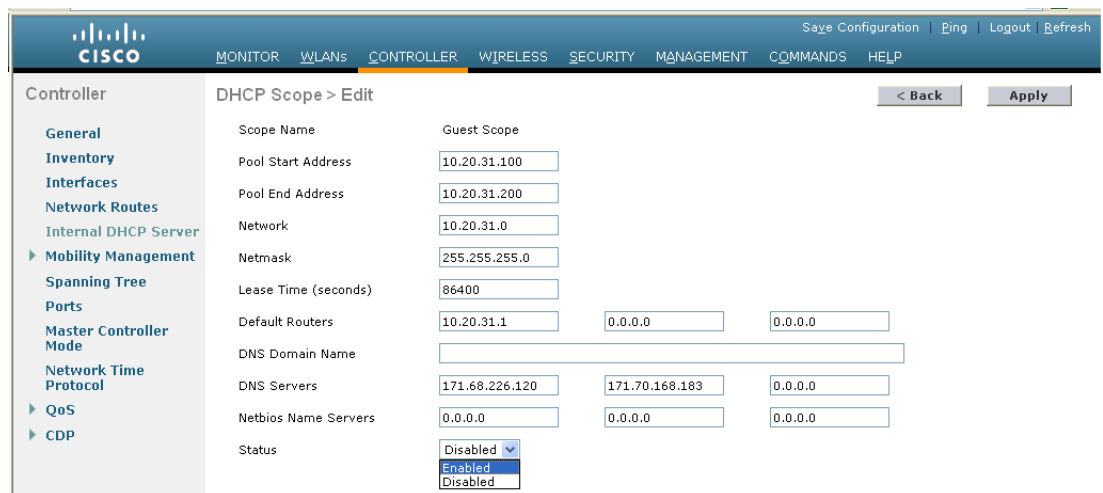 Save Configuration | Ping | Logout | Refresh
CISCO
MONITOR WLANs CONTROLLER WIRELESS SECURITY MANAGEMENT COMMANDS HELP
Controller
General
Inventory
Interfaces
Network Routes
Internal DHCP Server
Mobility Management
Spanning Tree
Ports
Master Controller
Mode
Network Time
Protocol
QoS
CDP
DHCP Scope > Edit
< Back Apply
Scope Name Guest Scope
Pool Start Address 10.20.31.100
Pool End Address 10.20.31.200
Network 10.20.31.0
Netmask 255.255.255.0
Lease Time (seconds) 86400
Default Routers 10.20.31.1 0.0.0.0 0.0.0.0
DNS Domain Name
DNS Servers 171.68.226.120 171.70.168.183 0.0.0.0
Netbios Name Servers 0.0.0.0 0.0.0.0 0.0.0.0
Status Disabled
Enabled
Disabled